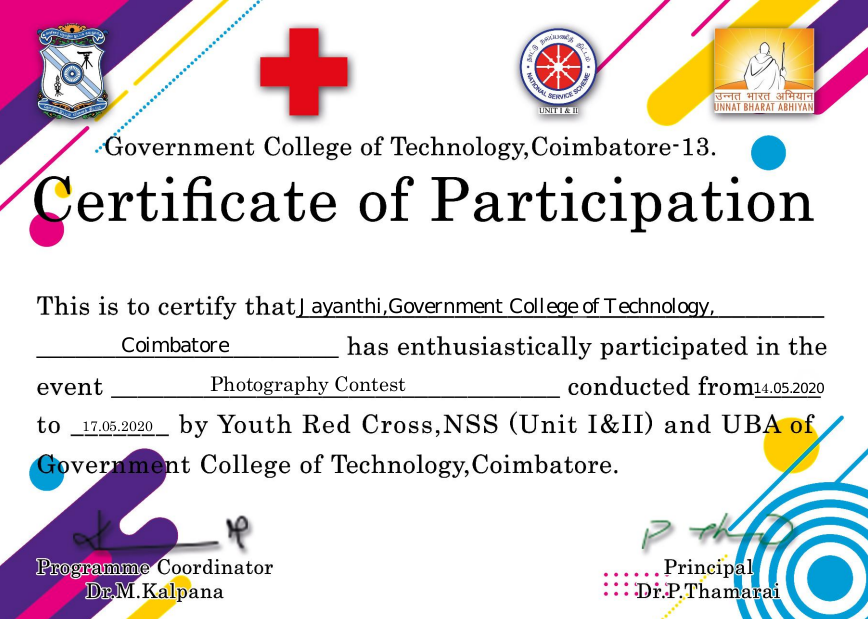 நாட்டு நலப்பணித் திட்டம்
NATIONAL SERVICE SCHEME
UNIT I & II
उन्नत भारत अभियान
UNNAT BHARAT ABHIYAN
Government College of Technology,Coimbatore-13.
Certificate of Participation
This is to certify that Jayanthi,Government College of Technology,
Coimbatore has enthusiastically participated in the
event Photography Contest conducted from 14.05.2020
to 17.05.2020 by Youth Red Cross,NSS (Unit I&II) and UBA of
Government College of Technology,Coimbatore.
Programme Coordinator
Dr.M.Kalpana
Principal
Dr.P.Thamarai